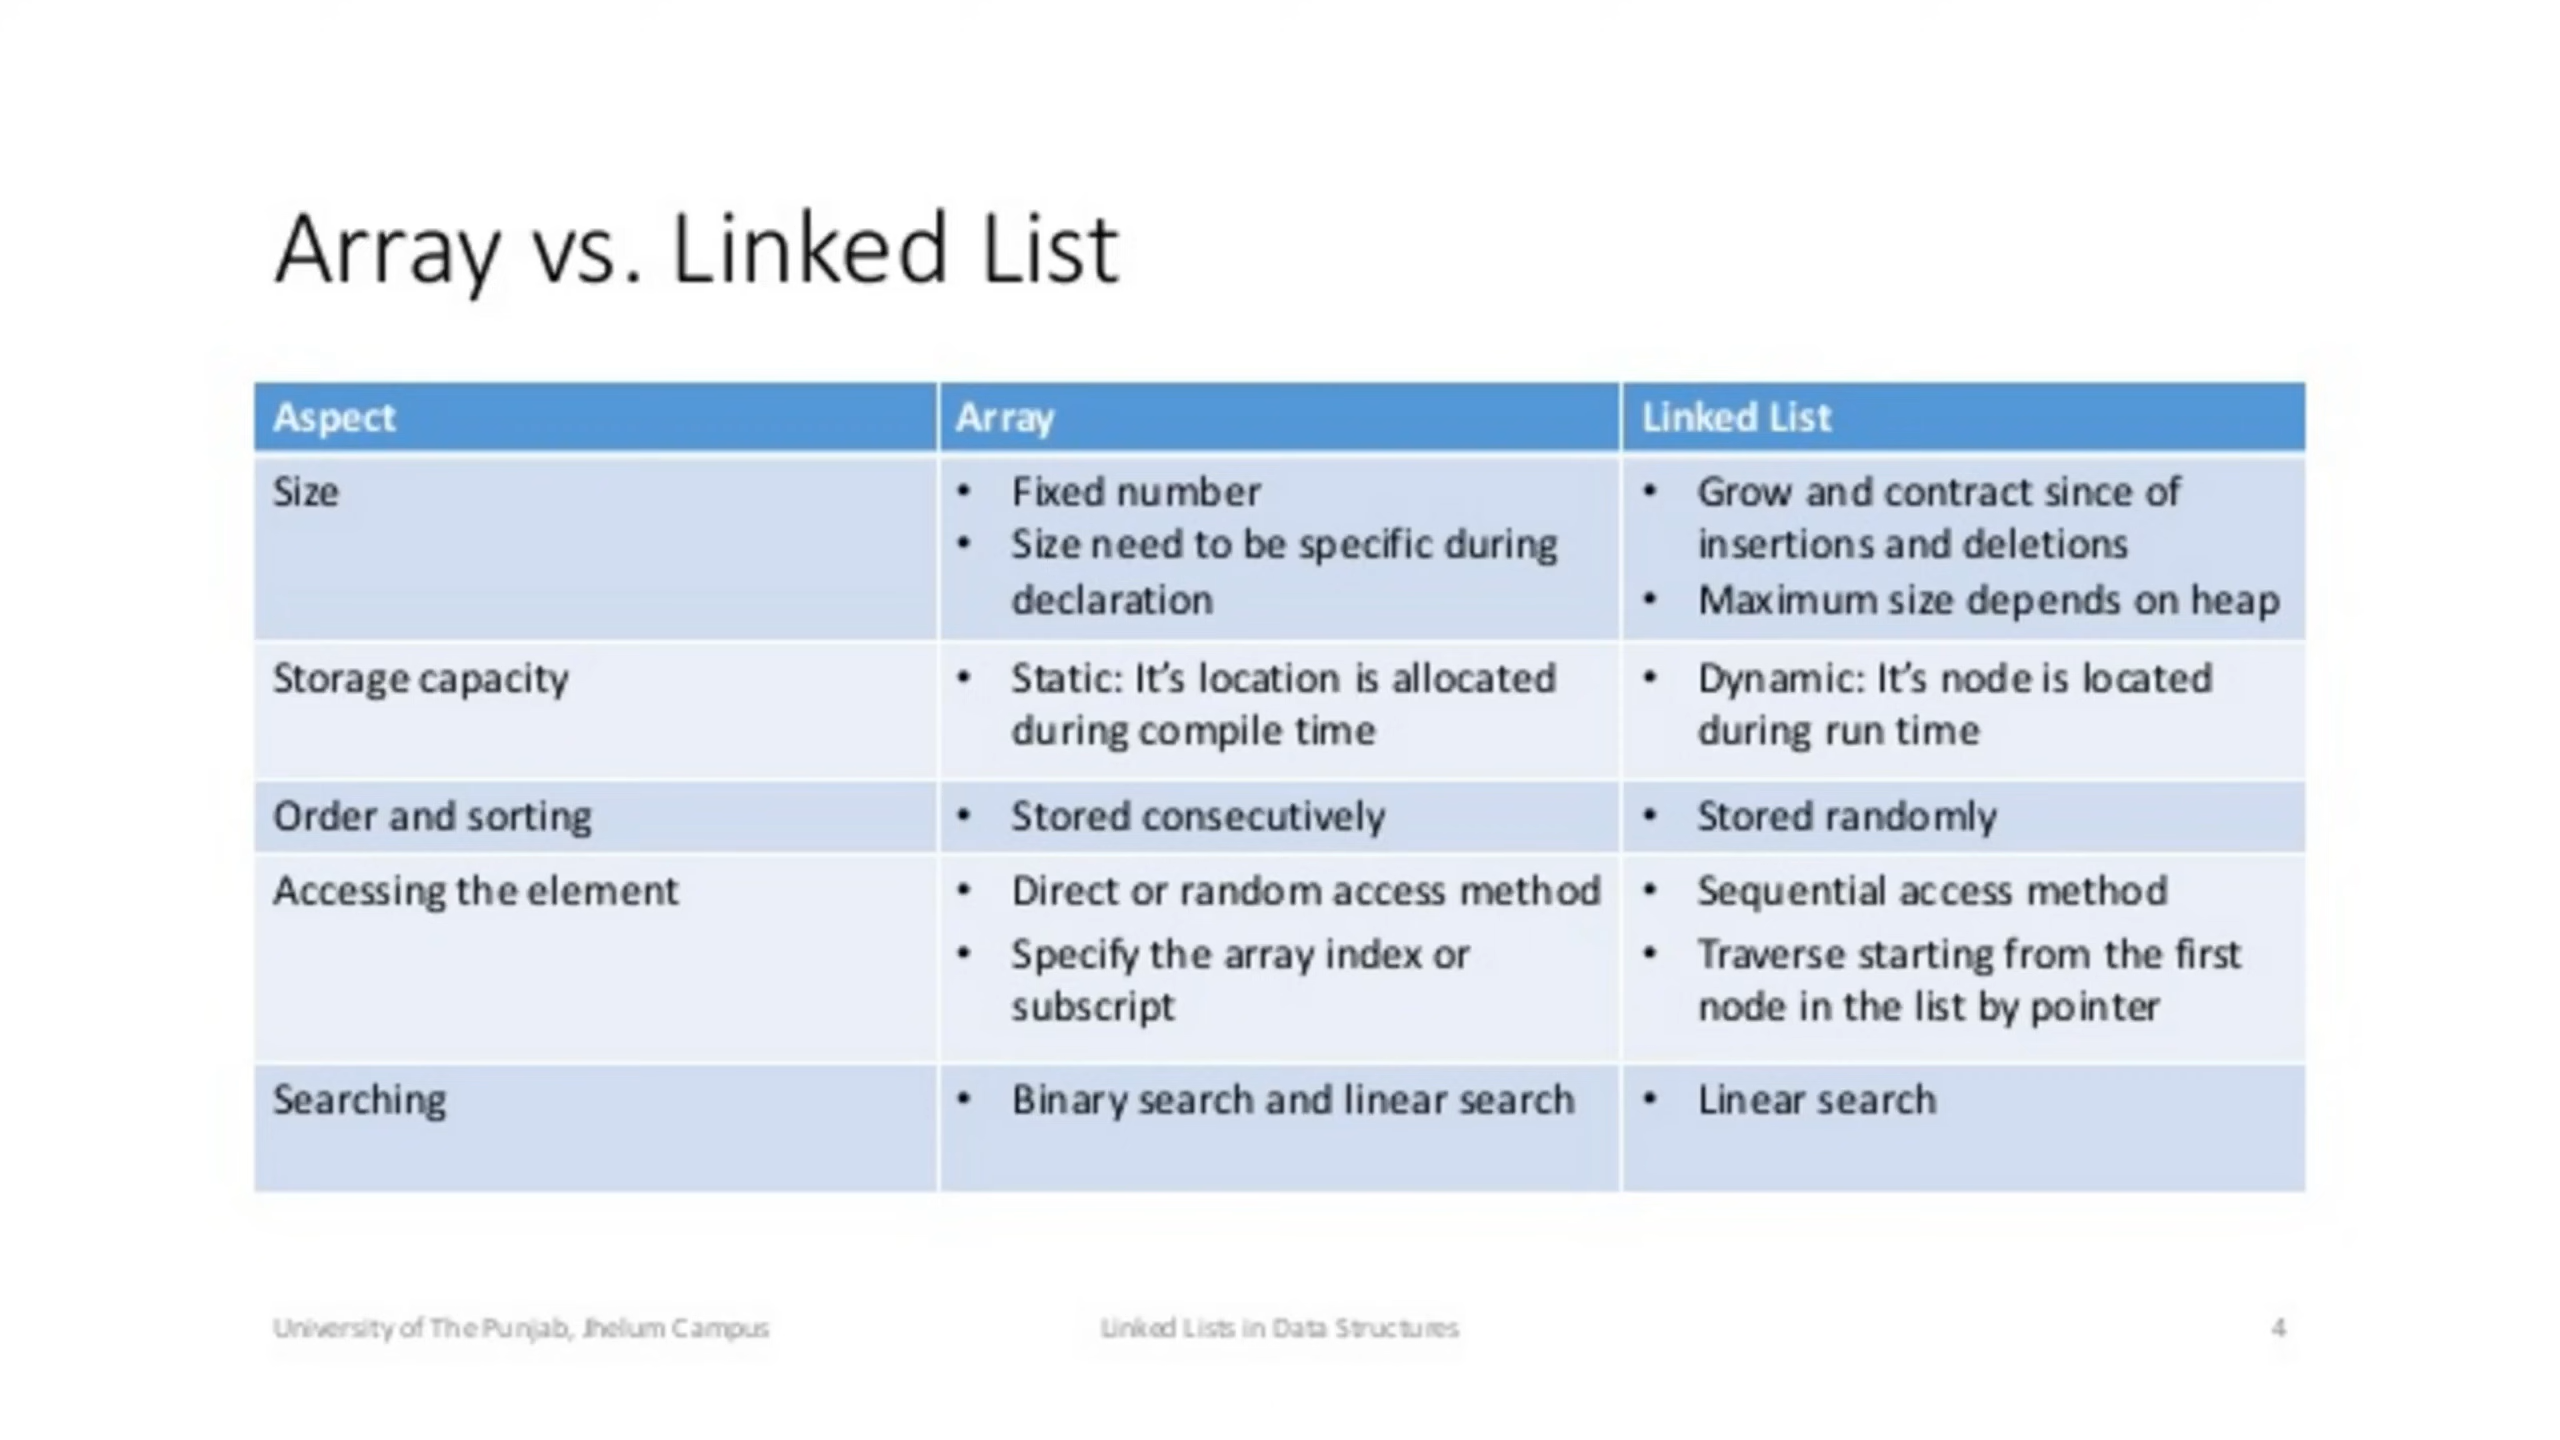 Array vs. Linked List
Aspect
Array
Linked List
Size
• Fixed number
• Size need to be specific during
declaration
• Grow and contract since of
insertions and deletions
• Maximum size depends on heap
Storage capacity
• Static: It’s location is allocated
during compile time
• Dynamic: It’s node is located
during run time
Order and sorting
• Stored consecutively
• Stored randomly
Accessing the element
• Direct or random access method
• Specify the array index or
subscript
• Sequential access method
• Traverse starting from the first
node in the list by pointer
Searching
• Binary search and linear search
• Linear search
University of The Punjab, Jhelum Campus
Linked Lists in Data Structures
4